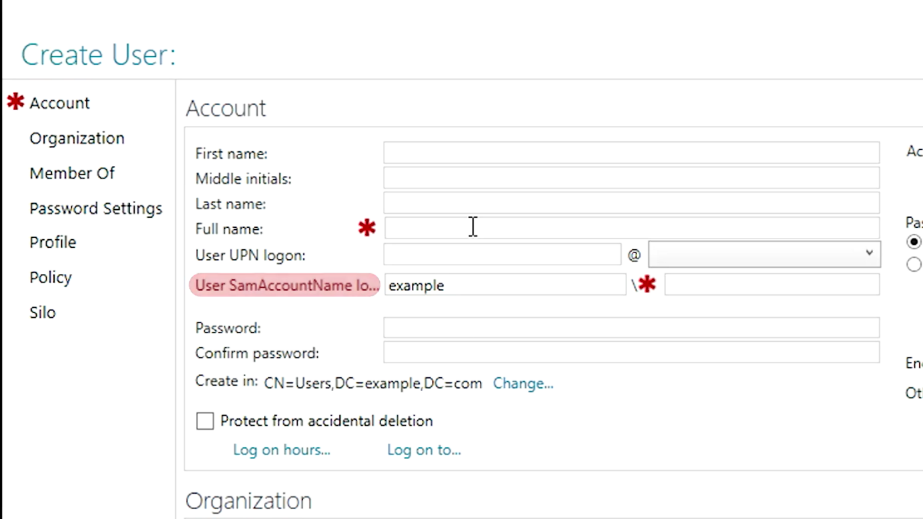 Create User:
✱ Account
Organization
Member Of
Password Settings
Profile
Policy
Silo
Account
First name:
Middle initials:
Last name:
Full name: ✱
User UPN logon: @
User SamAccountName lo... example \✱
Password:
Confirm password:
Create in: CN=Users,DC=example,DC=com Change...
Protect from accidental deletion
Log on hours... Log on to...
Ac
Pa
En
Ot
Organization